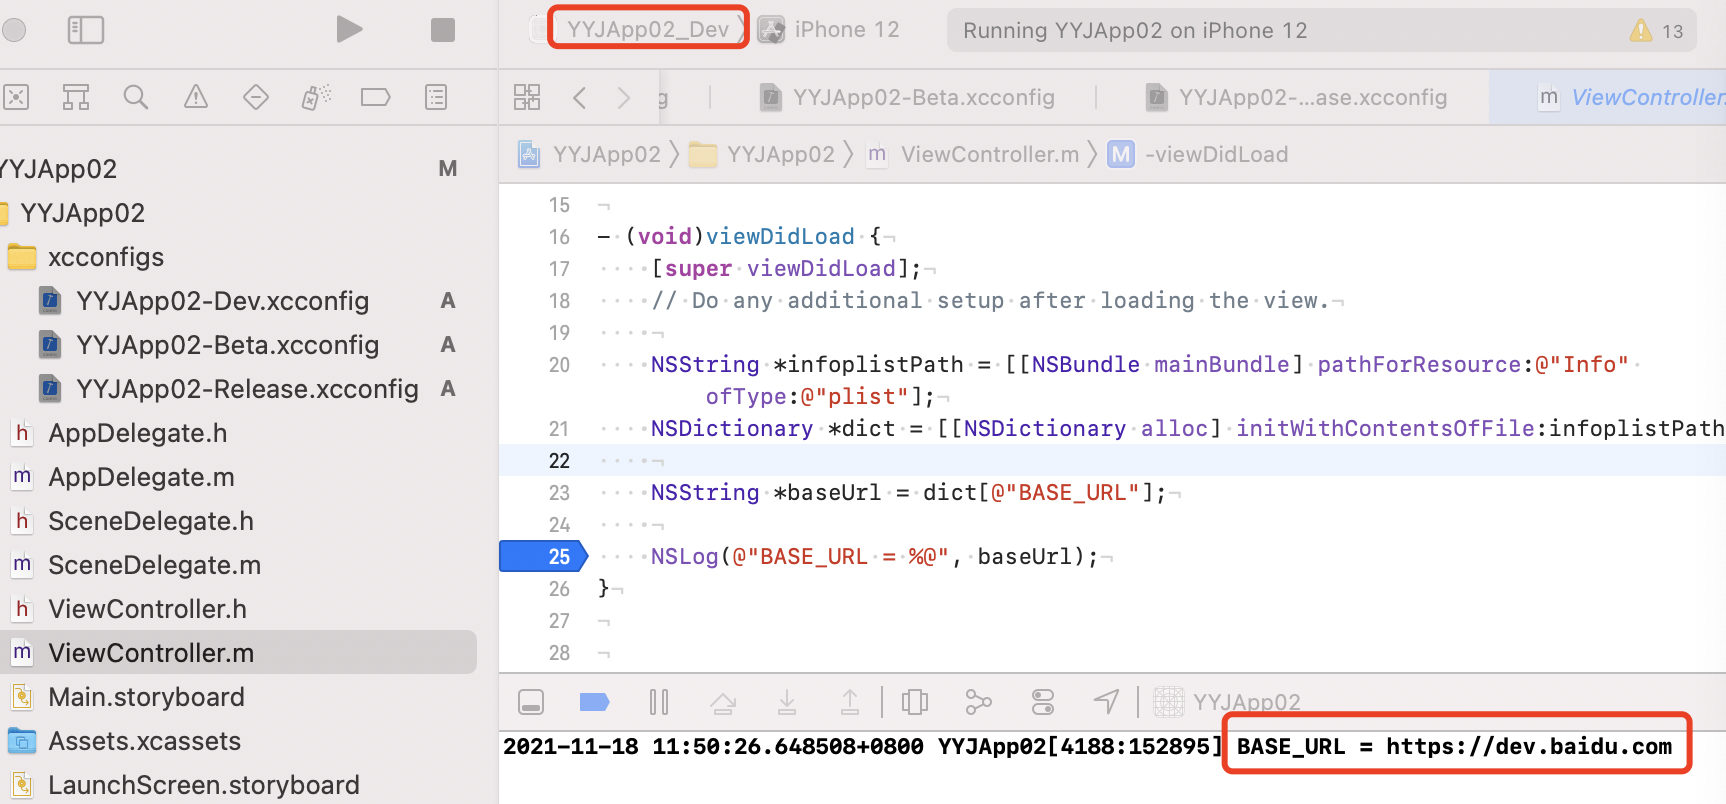 YYJApp02_Dev
iPhone 12
Running YYJApp02 on iPhone 12
13
g
YYJApp02-Beta.xcconfig
YYJApp02-...ase.xcconfig
m ViewController.
YYJApp02
YYJApp02
m ViewController.m
M -viewDidLoad
YYJApp02 M
YYJApp02
xcconfigs
YYJApp02-Dev.xcconfig A
YYJApp02-Beta.xcconfig A
YYJApp02-Release.xcconfig A
h AppDelegate.h
m AppDelegate.m
h SceneDelegate.h
m SceneDelegate.m
h ViewController.h
m ViewController.m
Main.storyboard
Assets.xcassets
LaunchScreen.storyboard
15
16 - (void)viewDidLoad {
17 [super viewDidLoad];
18 // Do any additional setup after loading the view.
19
20 NSString *infoplistPath = [[NSBundle mainBundle] pathForResource:@"Info"
ofType:@"plist"];
21 NSDictionary *dict = [[NSDictionary alloc] initWithContentsOfFile:infoplistPath
22
23 NSString *baseUrl = dict[@"BASE_URL"];
24
25 NSLog(@"BASE_URL = %@", baseUrl);
26 }
27
28
YYJApp02
2021-11-18 11:50:26.648508+0800 YYJApp02[4188:152895] BASE_URL = https://dev.baidu.com